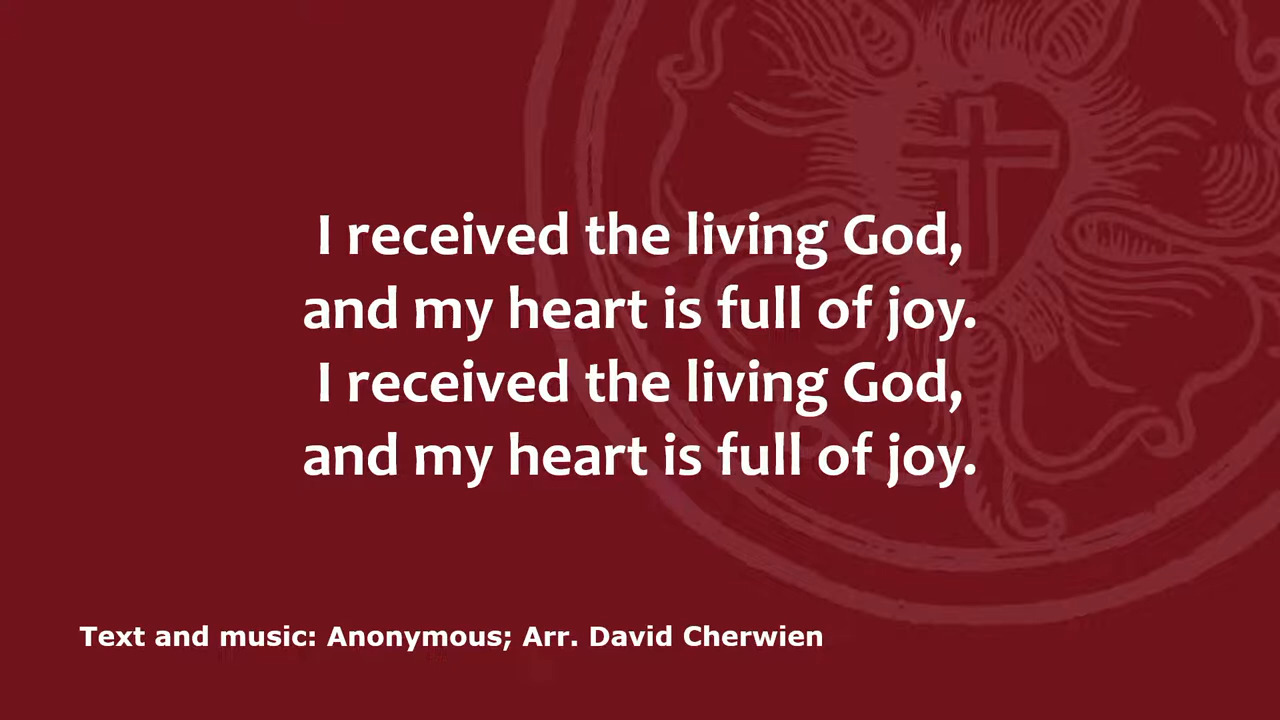 I received the living God,
and my heart is full of joy.
I received the living God,
and my heart is full of joy.
Text and music: Anonymous; Arr. David Cherwien